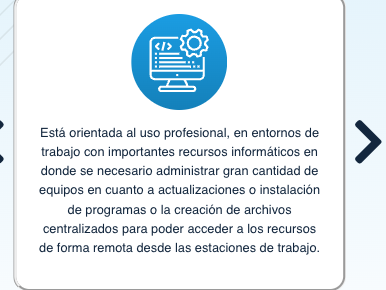 Está orientada al uso profesional, en entornos de
trabajo con importantes recursos informáticos en
donde se necesario administrar gran cantidad de
equipos en cuanto a actualizaciones o instalación
de programas o la creación de archivos
centralizados para poder acceder a los recursos
de forma remota desde las estaciones de trabajo.